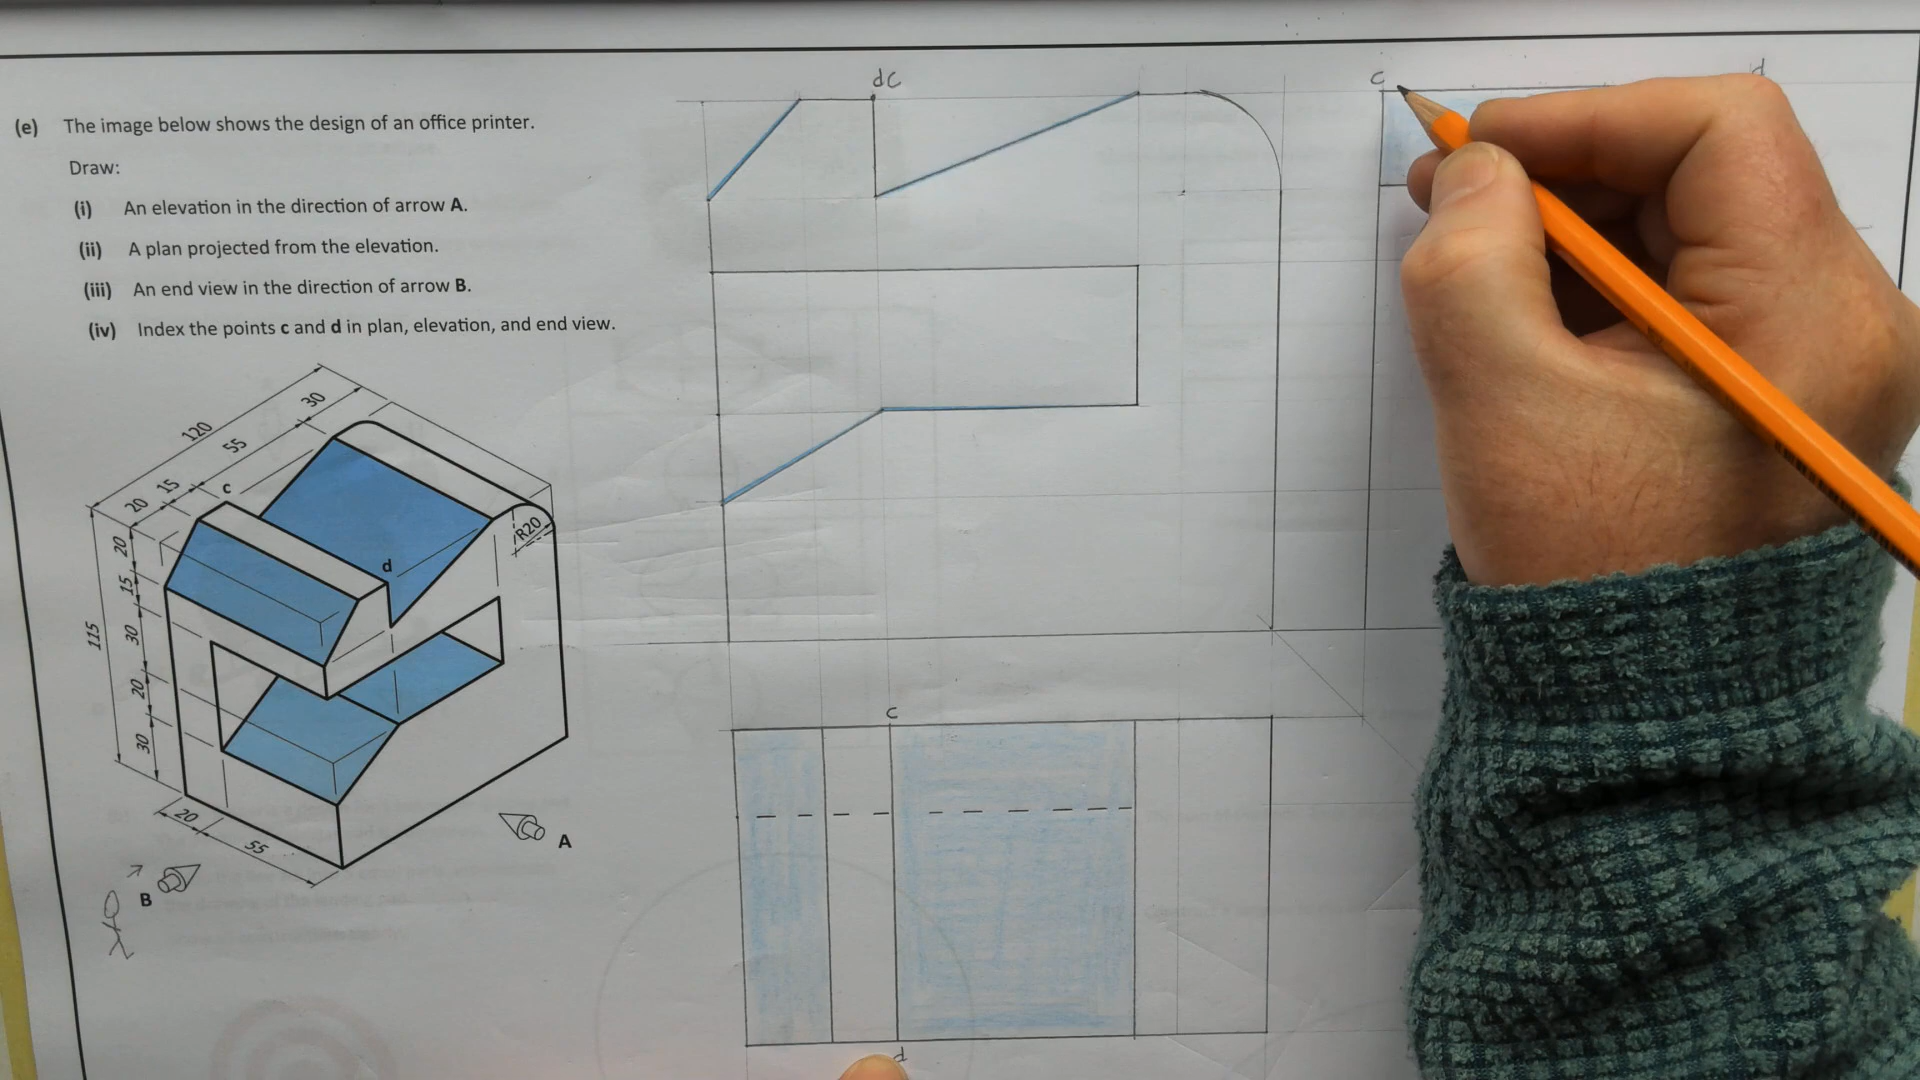 (e) The image below shows the design of an office printer.
Draw:
(i) An elevation in the direction of arrow A.
(ii) A plan projected from the elevation.
(iii) An end view in the direction of arrow B.
(iv) Index the points c and d in plan, elevation, and end view.
dc
c
d
120
30
55
15
20
c
d
R20
115
20
15
30
20
30
20
55
A
B
c
d